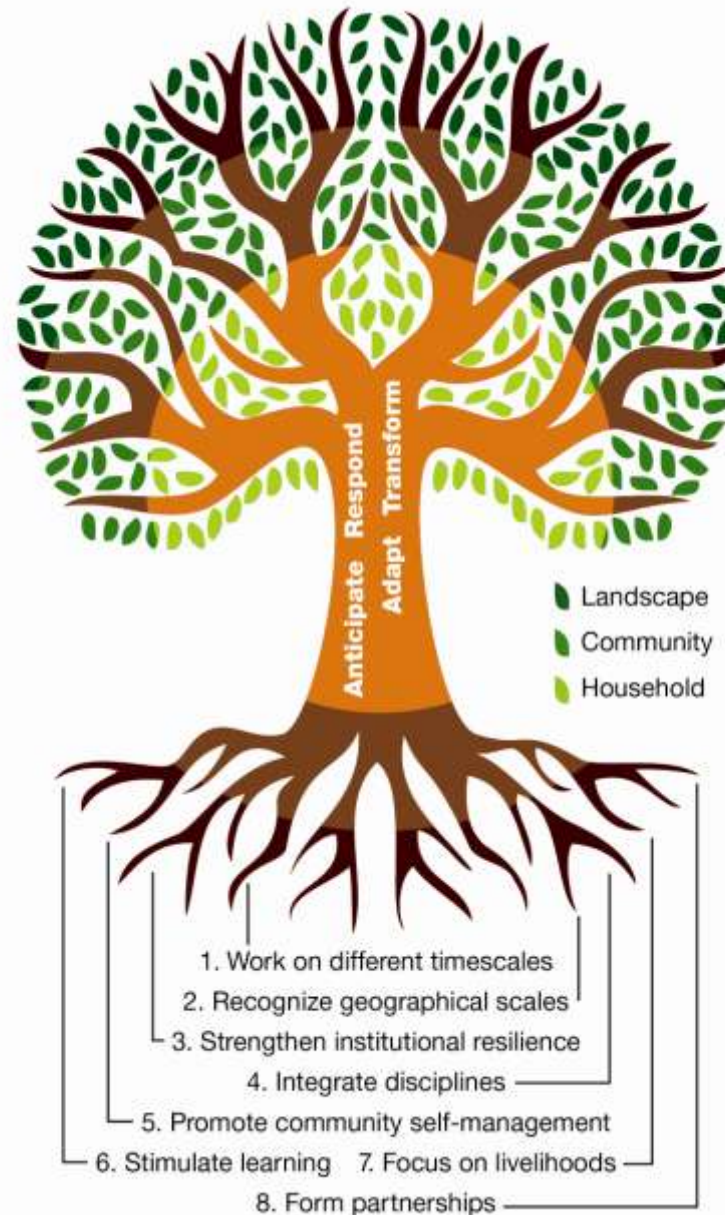 Anticipate Respond
Adapt Transform
Landscape
Community
Household
1. Work on different timescales
2. Recognize geographical scales
3. Strengthen institutional resilience
4. Integrate disciplines
5. Promote community self-management
6. Stimulate learning 7. Focus on livelihoods
8. Form partnerships